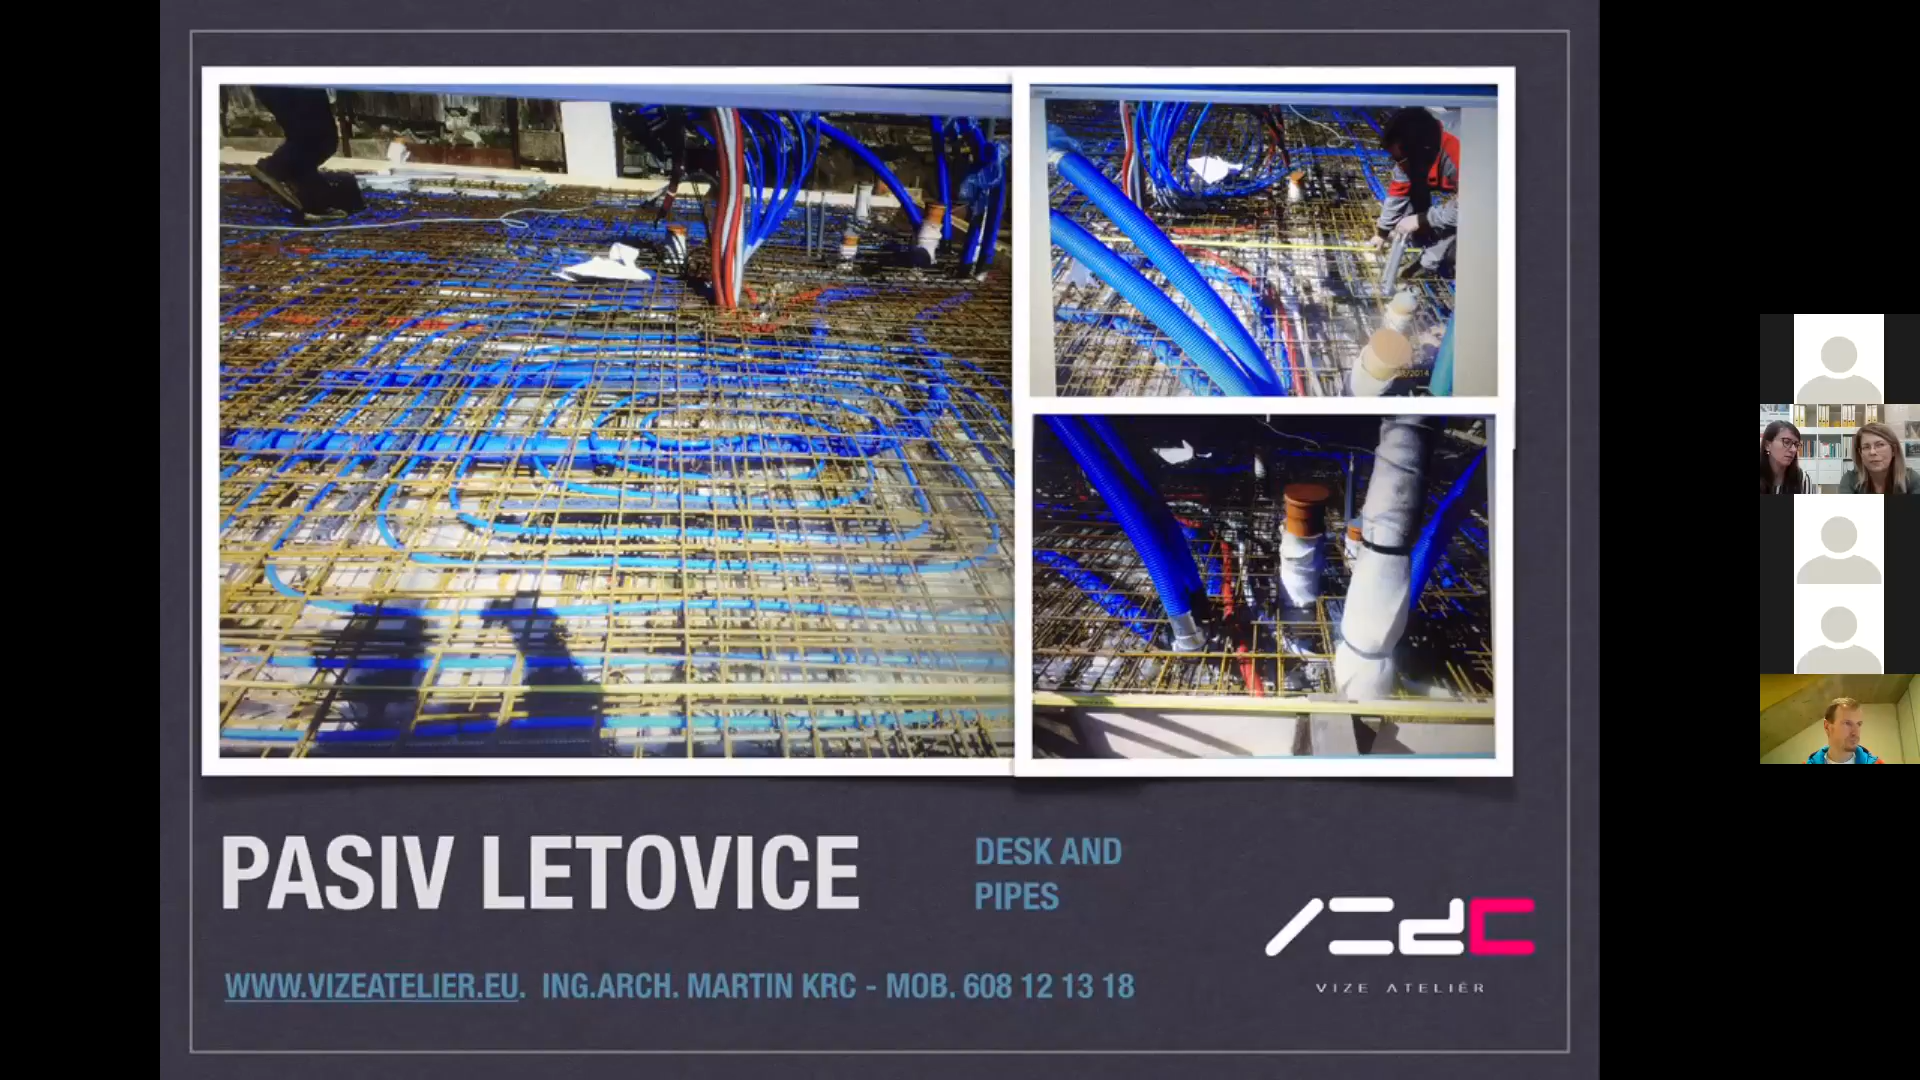 PASIV LETOVICE
DESK AND
PIPES
WWW.VIZEATELIER.EU. ING.ARCH. MARTIN KRC - MOB. 608 12 13 18
VIZE ATELIÉR